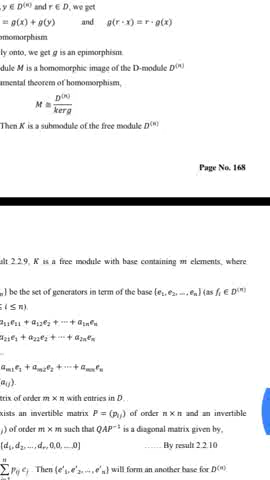 , y ∈ D⁽ⁿ⁾ and r ∈ D, we get
= g(x) + g(y) and g(r · x) = r · g(x)
omomorphism
ely onto, we get g is an epimorphism.
odule M is a homomorphic image of the D-module D⁽ⁿ⁾
amental theorem of homomorphism,
M ≅ D⁽ⁿ⁾ / ker g
Then K is a submodule of the free module D⁽ⁿ⁾
Page No. 168
ult 2.2.9, K is a free module with base containing m elements, where
ₙ} be the set of generators in term of the base {e₁, e₂, … , eₙ} (as fᵢ ∈ D⁽ⁿ⁾
≤ i ≤ n).
a₁₁e₁₁ + a₁₂e₂ + ⋯ + a₁ₙeₙ
a₂₁e₁ + a₂₂e₂ + ⋯ + a₂ₙeₙ
..
aₘ₁e₁ + aₘ₂e₂ + ⋯ + aₘₙeₙ
(aᵢⱼ).
atrix of order m × n with entries in D.
xists an invertible matrix P = (pᵢⱼ) of order n × n and an invertible
ᵢⱼ) of order m × m such that QAP⁻¹ is a diagonal matrix given by,
{d₁, d₂, … , dᵣ, 0,0, … ,0} …… By result 2.2.10
∑ pᵢⱼ eⱼ. Then {e'₁, e'₂, … , e'ₙ} will form an another base for D⁽ⁿ⁾